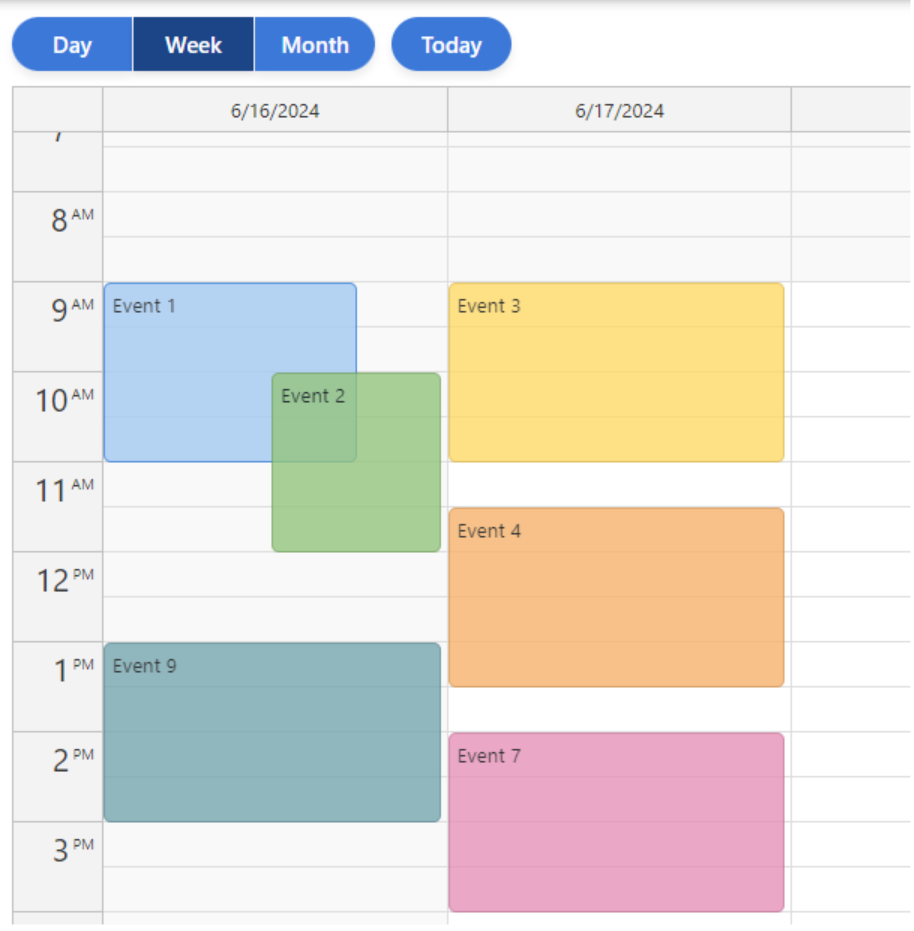 Day Week Month Today
6/16/2024 6/17/2024
8 AM
9 AM Event 1 Event 3
10 AM Event 2
11 AM
Event 4
12 PM
1 PM Event 9
2 PM Event 7
3 PM